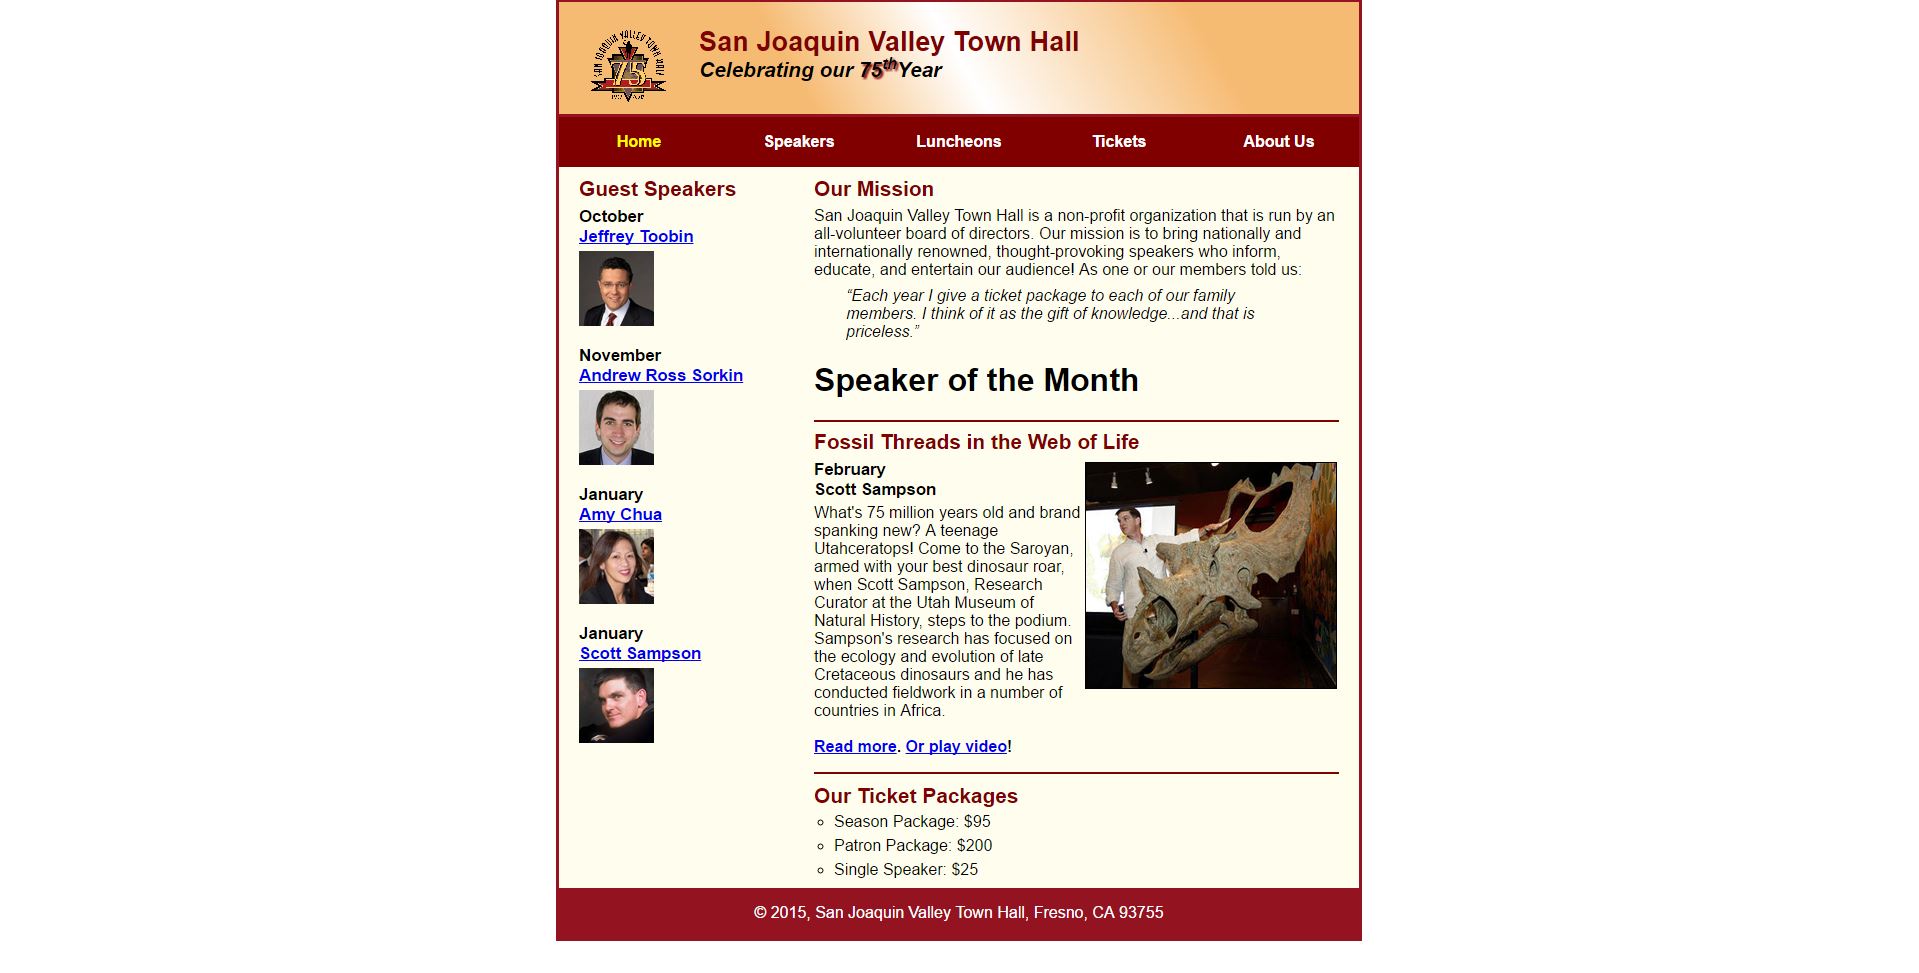 SAN JOAQUIN VALLEY TOWN HALL
75
San Joaquin Valley Town Hall
Celebrating our 75th Year
Home Speakers Luncheons Tickets About Us
Guest Speakers
October
Jeffrey Toobin
November
Andrew Ross Sorkin
January
Amy Chua
January
Scott Sampson
Our Mission
San Joaquin Valley Town Hall is a non-profit organization that is run by an
all-volunteer board of directors. Our mission is to bring nationally and
internationally renowned, thought-provoking speakers who inform,
educate, and entertain our audience! As one or our members told us:
“Each year I give a ticket package to each of our family
members. I think of it as the gift of knowledge...and that is
priceless.”
Speaker of the Month
Fossil Threads in the Web of Life
February
Scott Sampson
What's 75 million years old and brand
spanking new? A teenage
Utahceratops! Come to the Saroyan,
armed with your best dinosaur roar,
when Scott Sampson, Research
Curator at the Utah Museum of
Natural History, steps to the podium.
Sampson's research has focused on
the ecology and evolution of late
Cretaceous dinosaurs and he has
conducted fieldwork in a number of
countries in Africa.
Read more. Or play video!
Our Ticket Packages
Season Package: $95
Patron Package: $200
Single Speaker: $25
© 2015, San Joaquin Valley Town Hall, Fresno, CA 93755